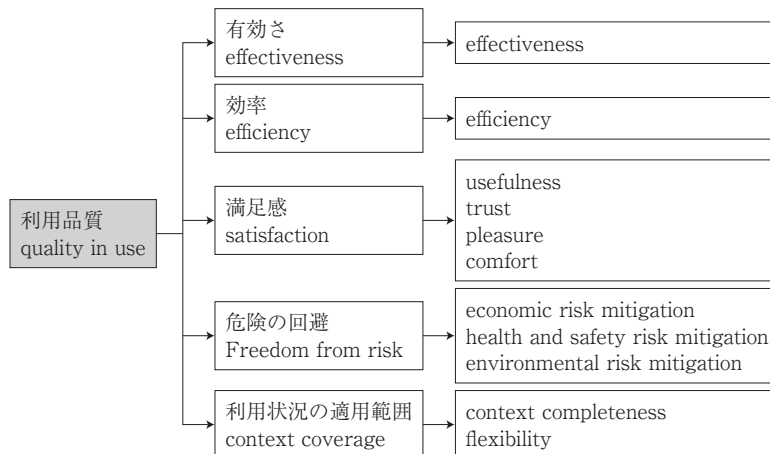 利用品質
quality in use
有効さ
effectiveness
effectiveness
効率
efficiency
efficiency
満足感
satisfaction
usefulness
trust
pleasure
comfort
危険の回避
Freedom from risk
economic risk mitigation
health and safety risk mitigation
environmental risk mitigation
利用状況の適用範囲
context coverage
context completeness
flexibility